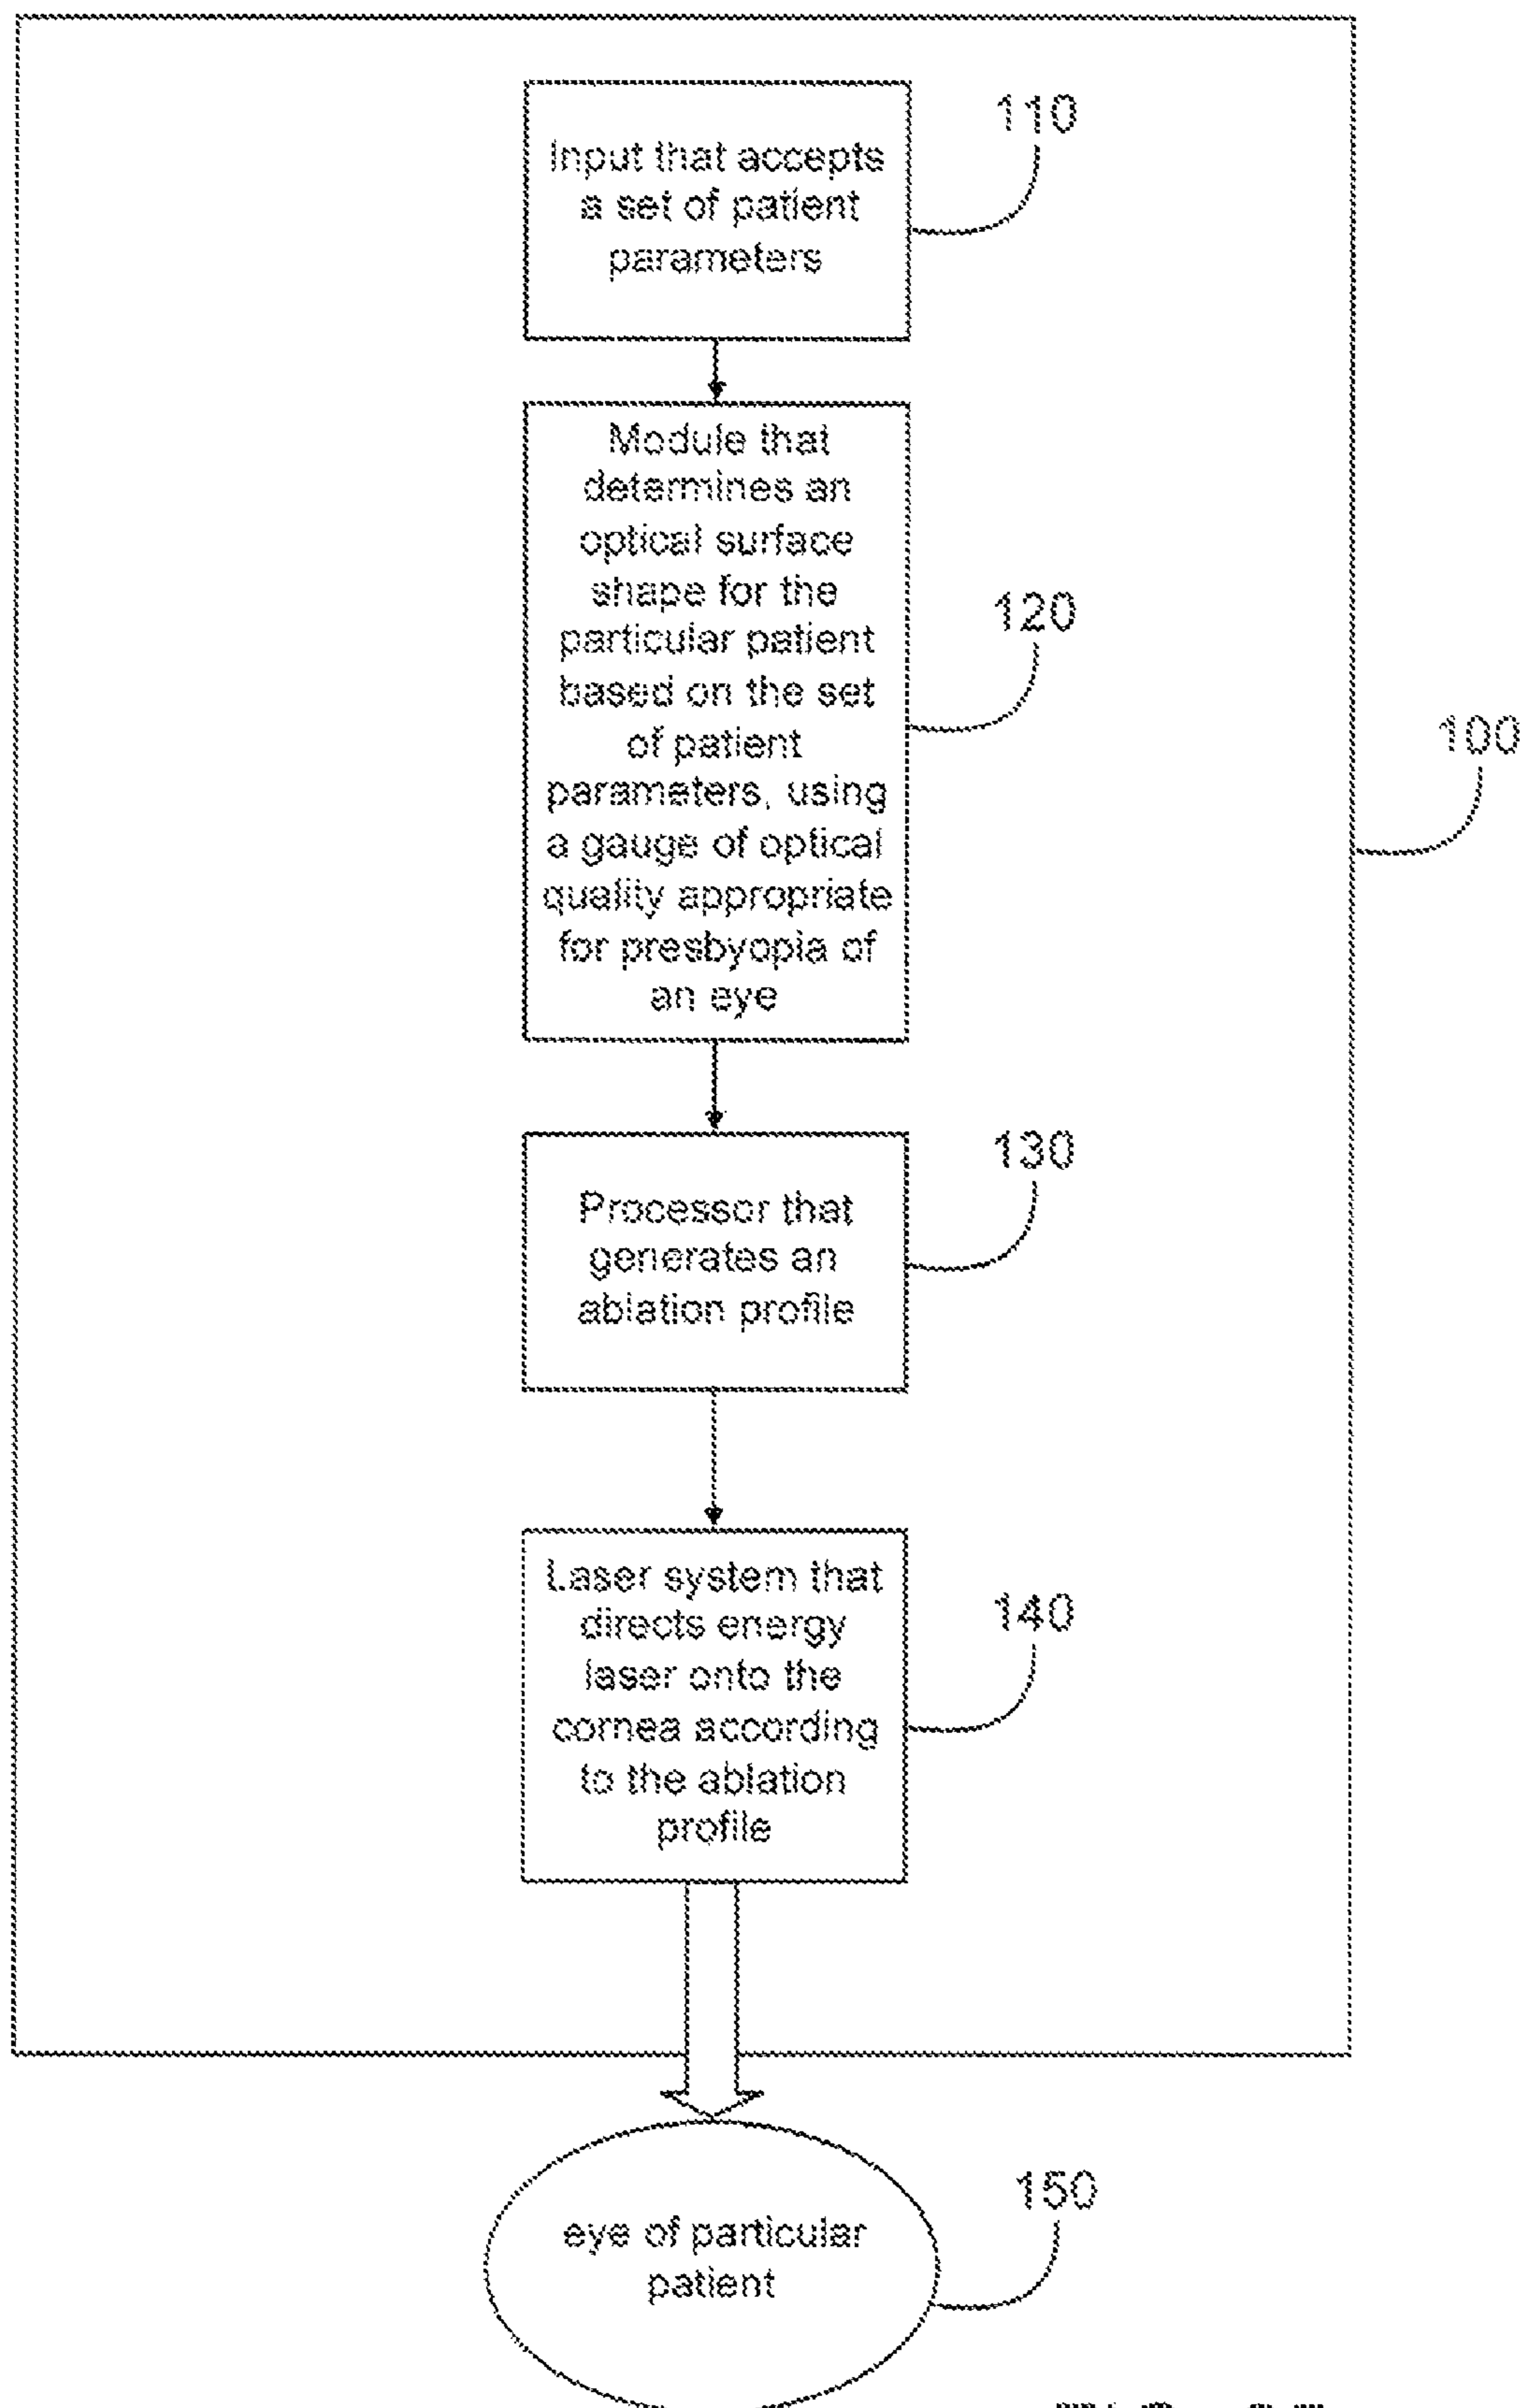 110
Input that accepts
a set of patient
parameters
Module that
determines an
optical surface
shape for the
particular patient
based on the set
of patient
parameters, using
a gauge of optical
quality appropriate
for presbyopia of
an eye
120
100
130
Processor that
generates an
ablation profile
Laser system that
directs energy
laser onto the
cornea according
to the ablation
profile
140
150
eye of particular
patient